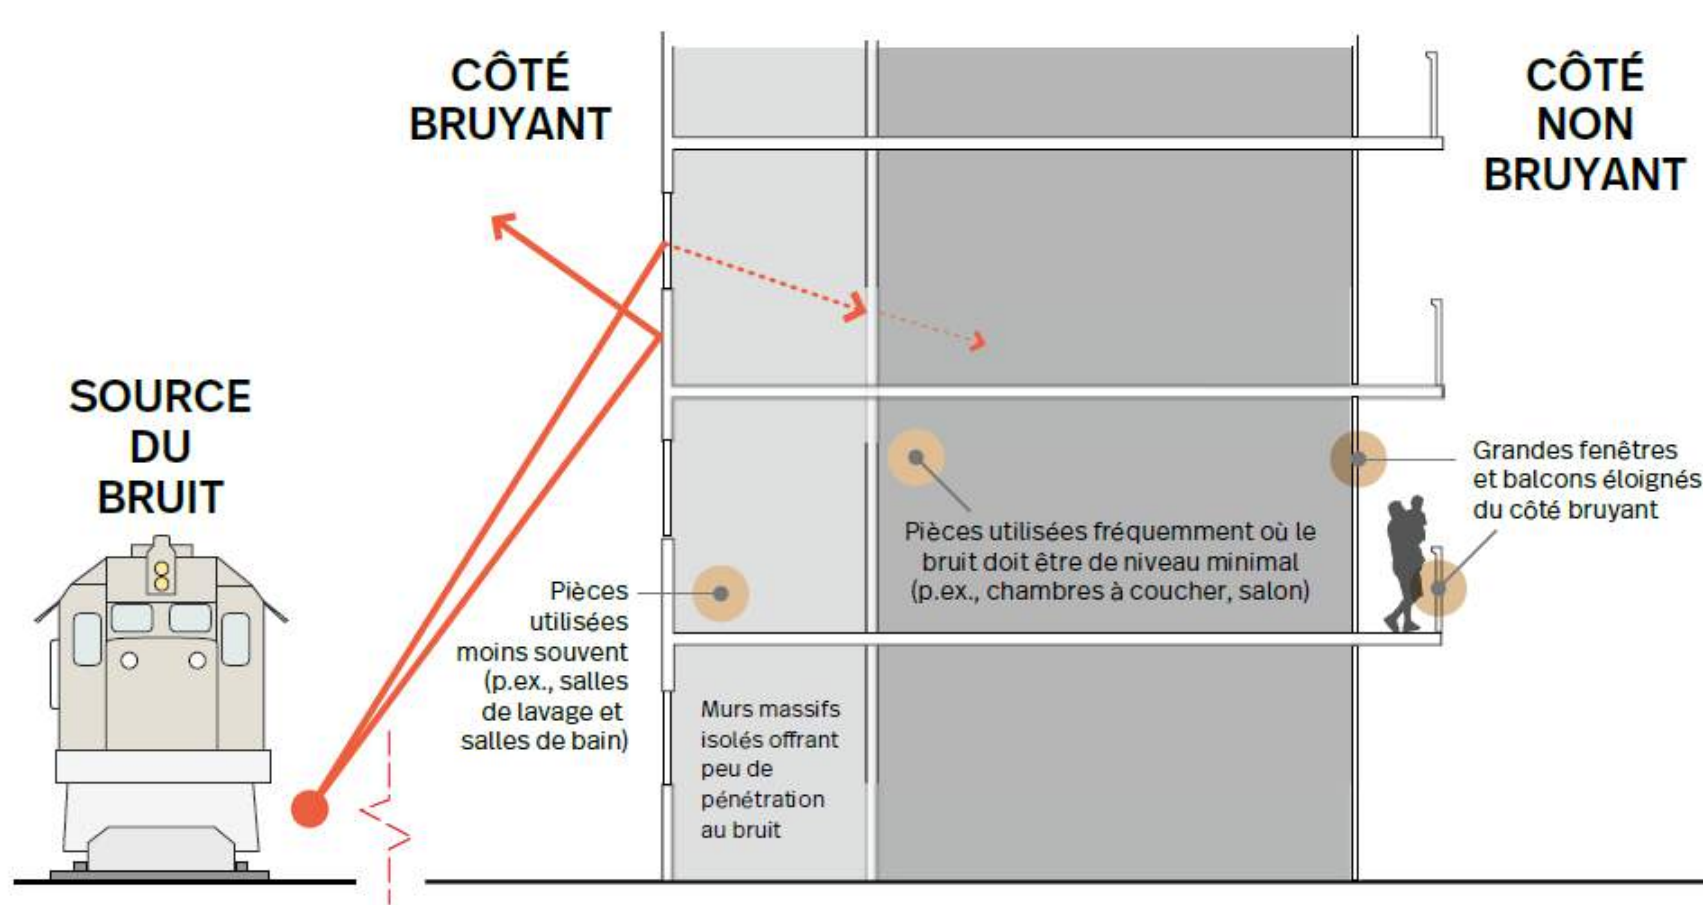 CÔTÉ
BRUYANT
CÔTÉ
NON
BRUYANT
SOURCE
DU
BRUIT
Grandes fenêtres
et balcons éloignés
du côté bruyant
Pièces utilisées fréquemment où le
bruit doit être de niveau minimal
(p.ex., chambres à coucher, salon)
Pièces
utilisées
moins souvent
(p.ex., salles
de lavage et
salles de bain)
Murs massifs
isolés offrant
peu de
pénétration
au bruit